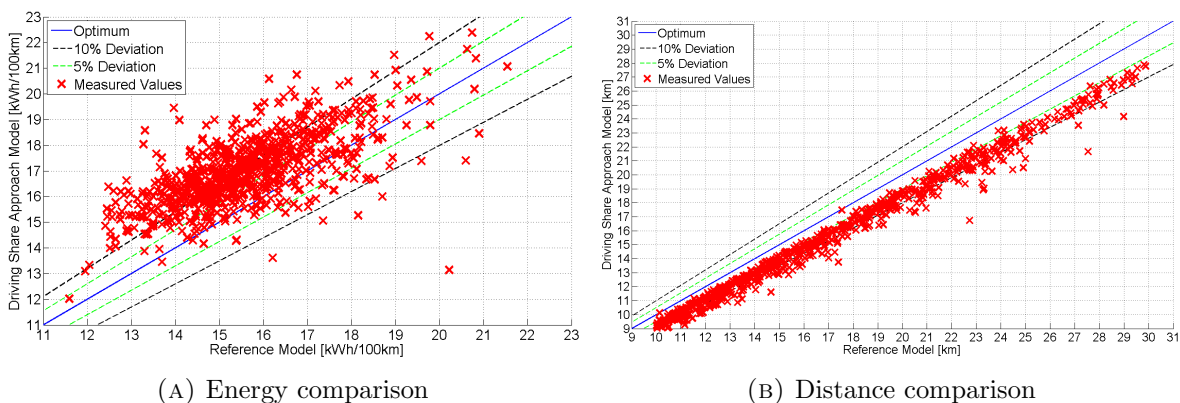 Optimum
10% Deviation
5% Deviation
Measured Values
Driving Share Approach Model [kWh/100km]
23
22
21
20
19
18
17
16
15
14
13
12
11
11 12 13 14 15 16 17 18 19 20 21 22 23
Reference Model [kWh/100km]
(A) Energy comparison
Optimum
10% Deviation
5% Deviation
Measured Values
Driving Share Approach Model [km]
31
30
29
28
27
26
25
24
23
22
21
20
19
18
17
16
15
14
13
12
11
10
9
9 10 11 12 13 14 15 16 17 18 19 20 21 22 23 24 25 26 27 28 29 30 31
Reference Model [km]
(B) Distance comparison